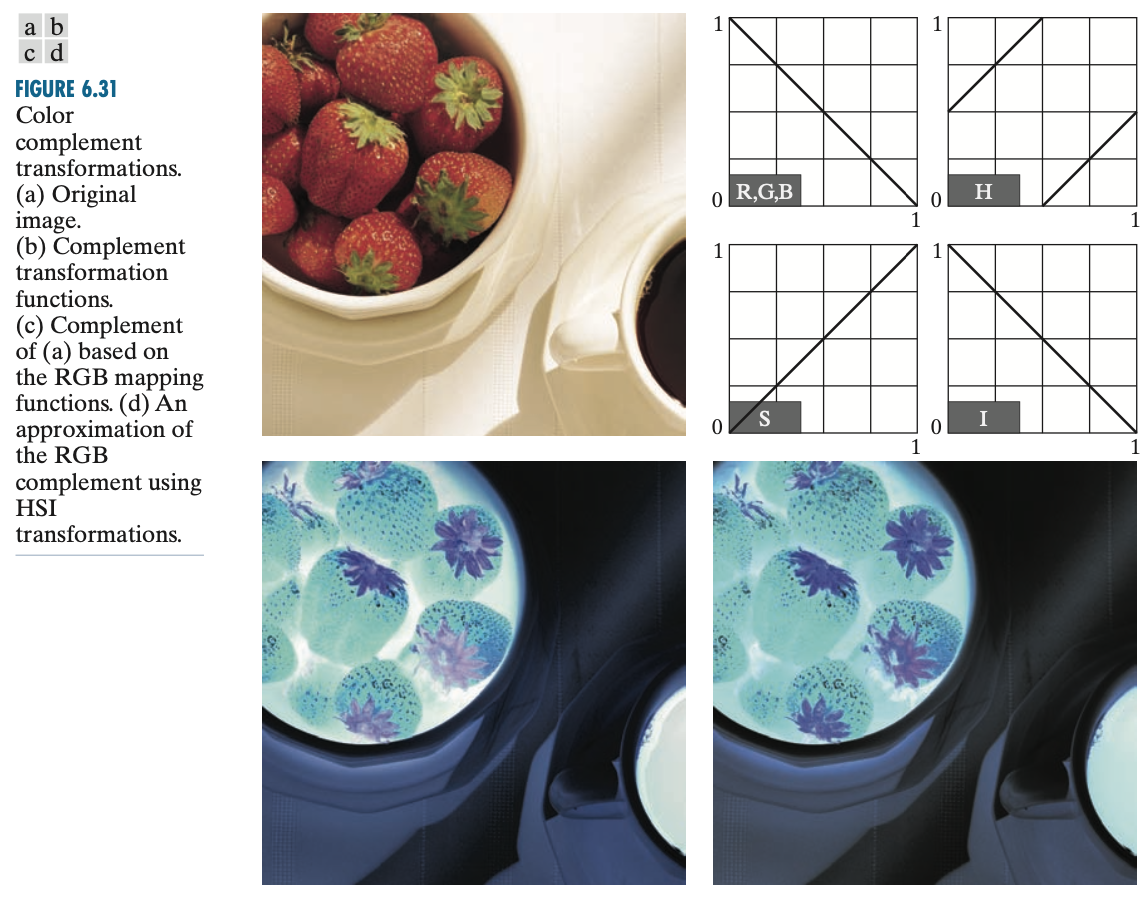 a b
c d
FIGURE 6.31
Color
complement
transformations.
(a) Original
image.
(b) Complement
transformation
functions.
(c) Complement
of (a) based on
the RGB mapping
functions. (d) An
approximation of
the RGB
complement using
HSI
transformations.
1
R,G,B
0
1
1
H
0
1
1
S
0
1
1
I
0
1